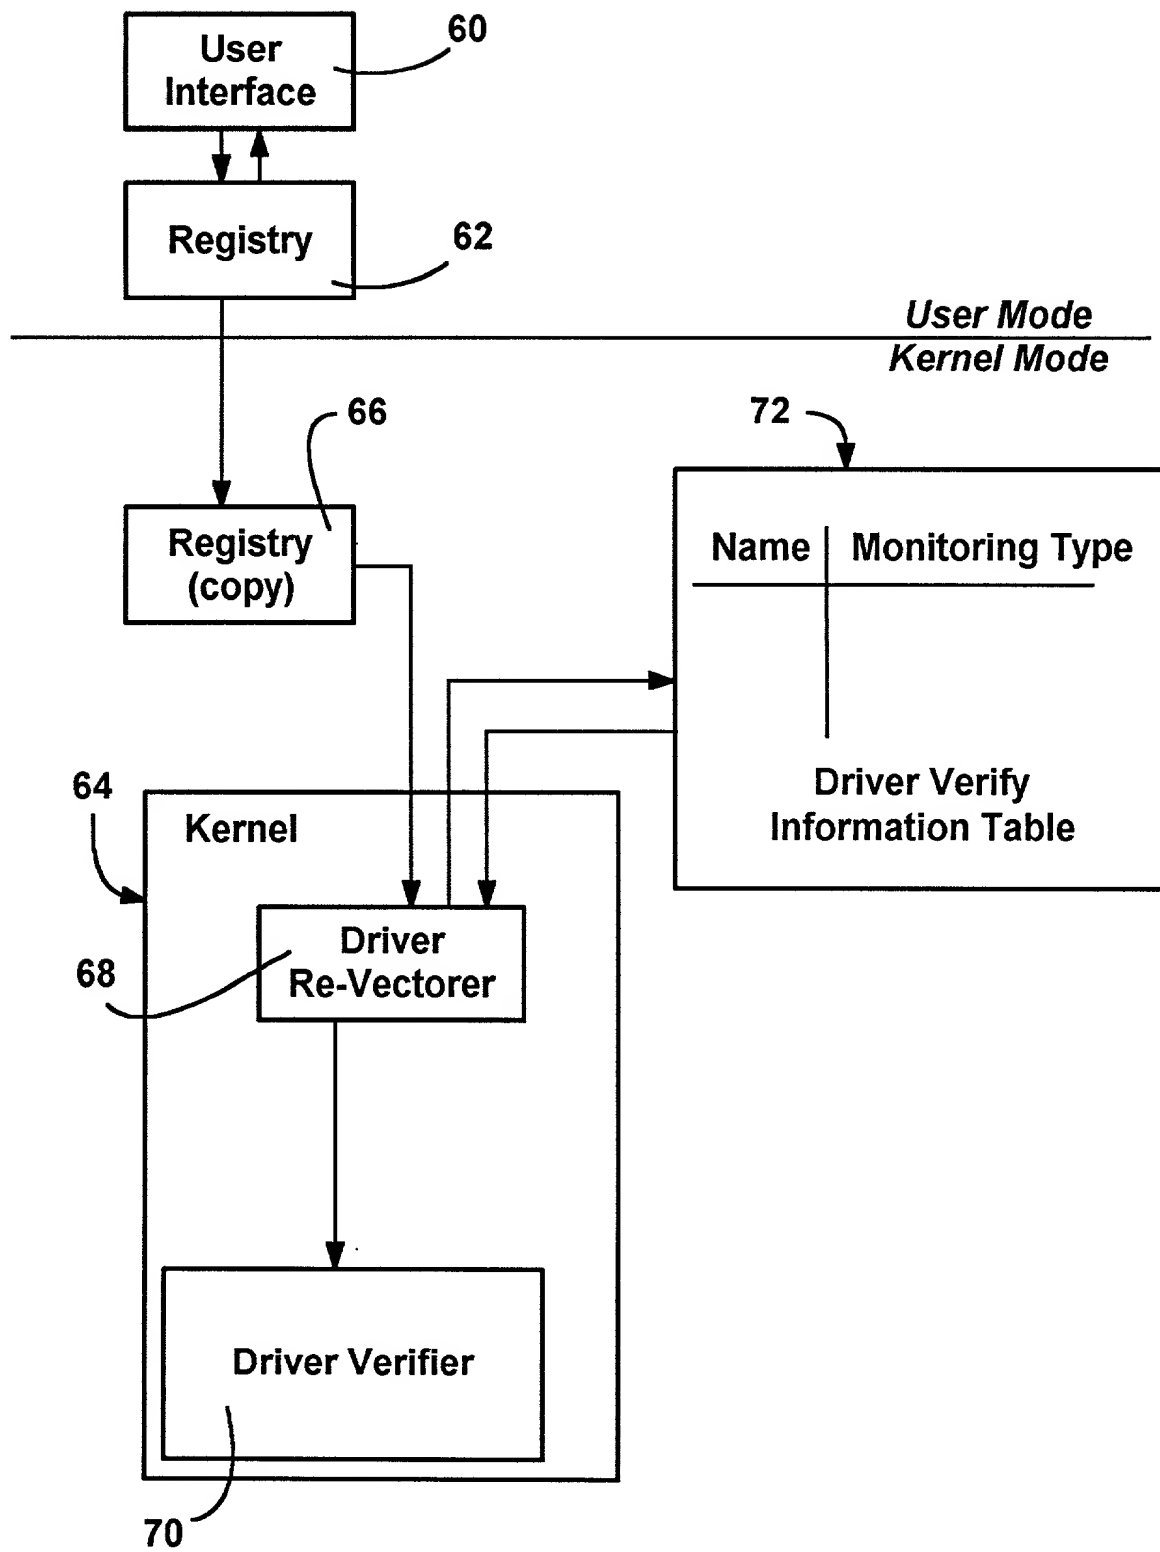 60
User
Interface
Registry
62
User Mode
Kernel Mode
66
72
Registry
(copy)
Name Monitoring Type
Driver Verify
Information Table
64
Kernel
Driver
Re-Vectorer
68
Driver Verifier
70